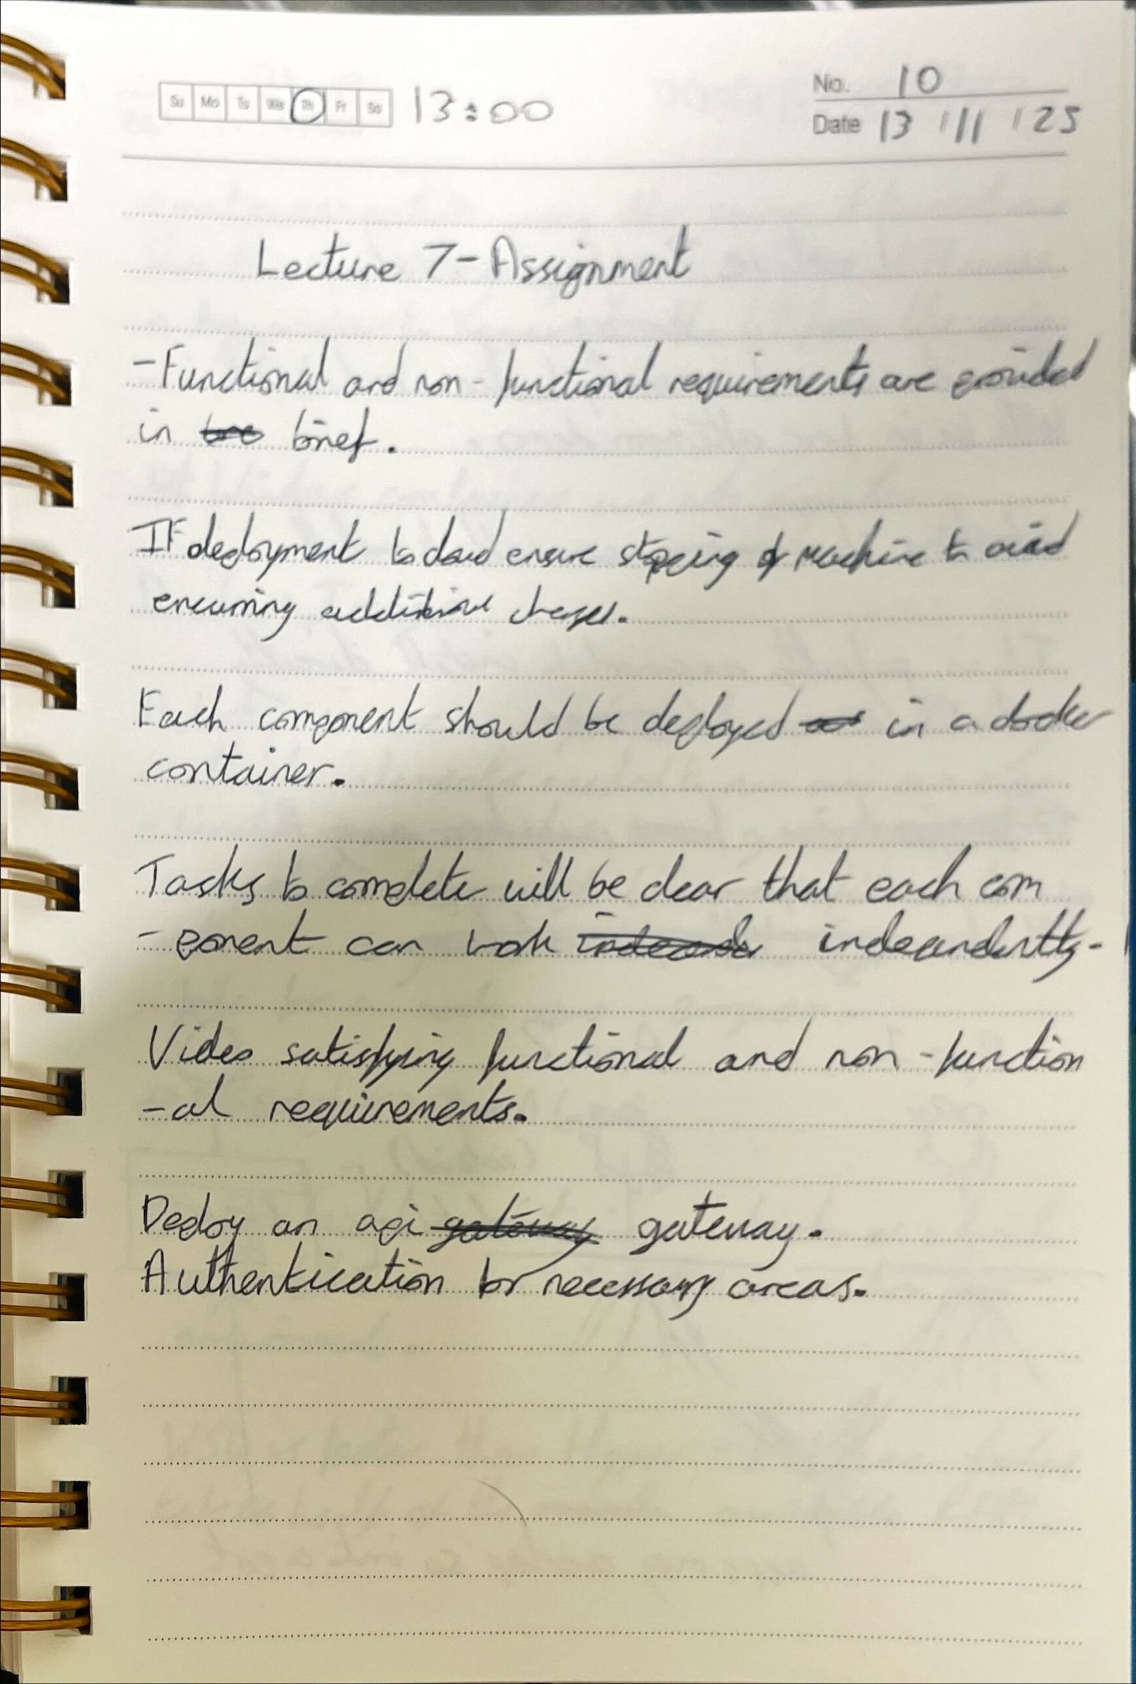 Su Mo Tu We Th Fr Sa 13:00
No. 10
Date 13 / 11 / 25
Lecture 7 - Assignment
- Functional and non - functional requirements are provided
in brief.
If deployment to cloud ensure stopping of machine to avoid
encurring additional charges.
Each component should be deployed in a docker
container.
Tasks to complete will be clear that each com
- ponent can work independently.
Video satisfying functional and non - function
- al requirements.
Deploy an api gateway.
Authentication for necessary areas.